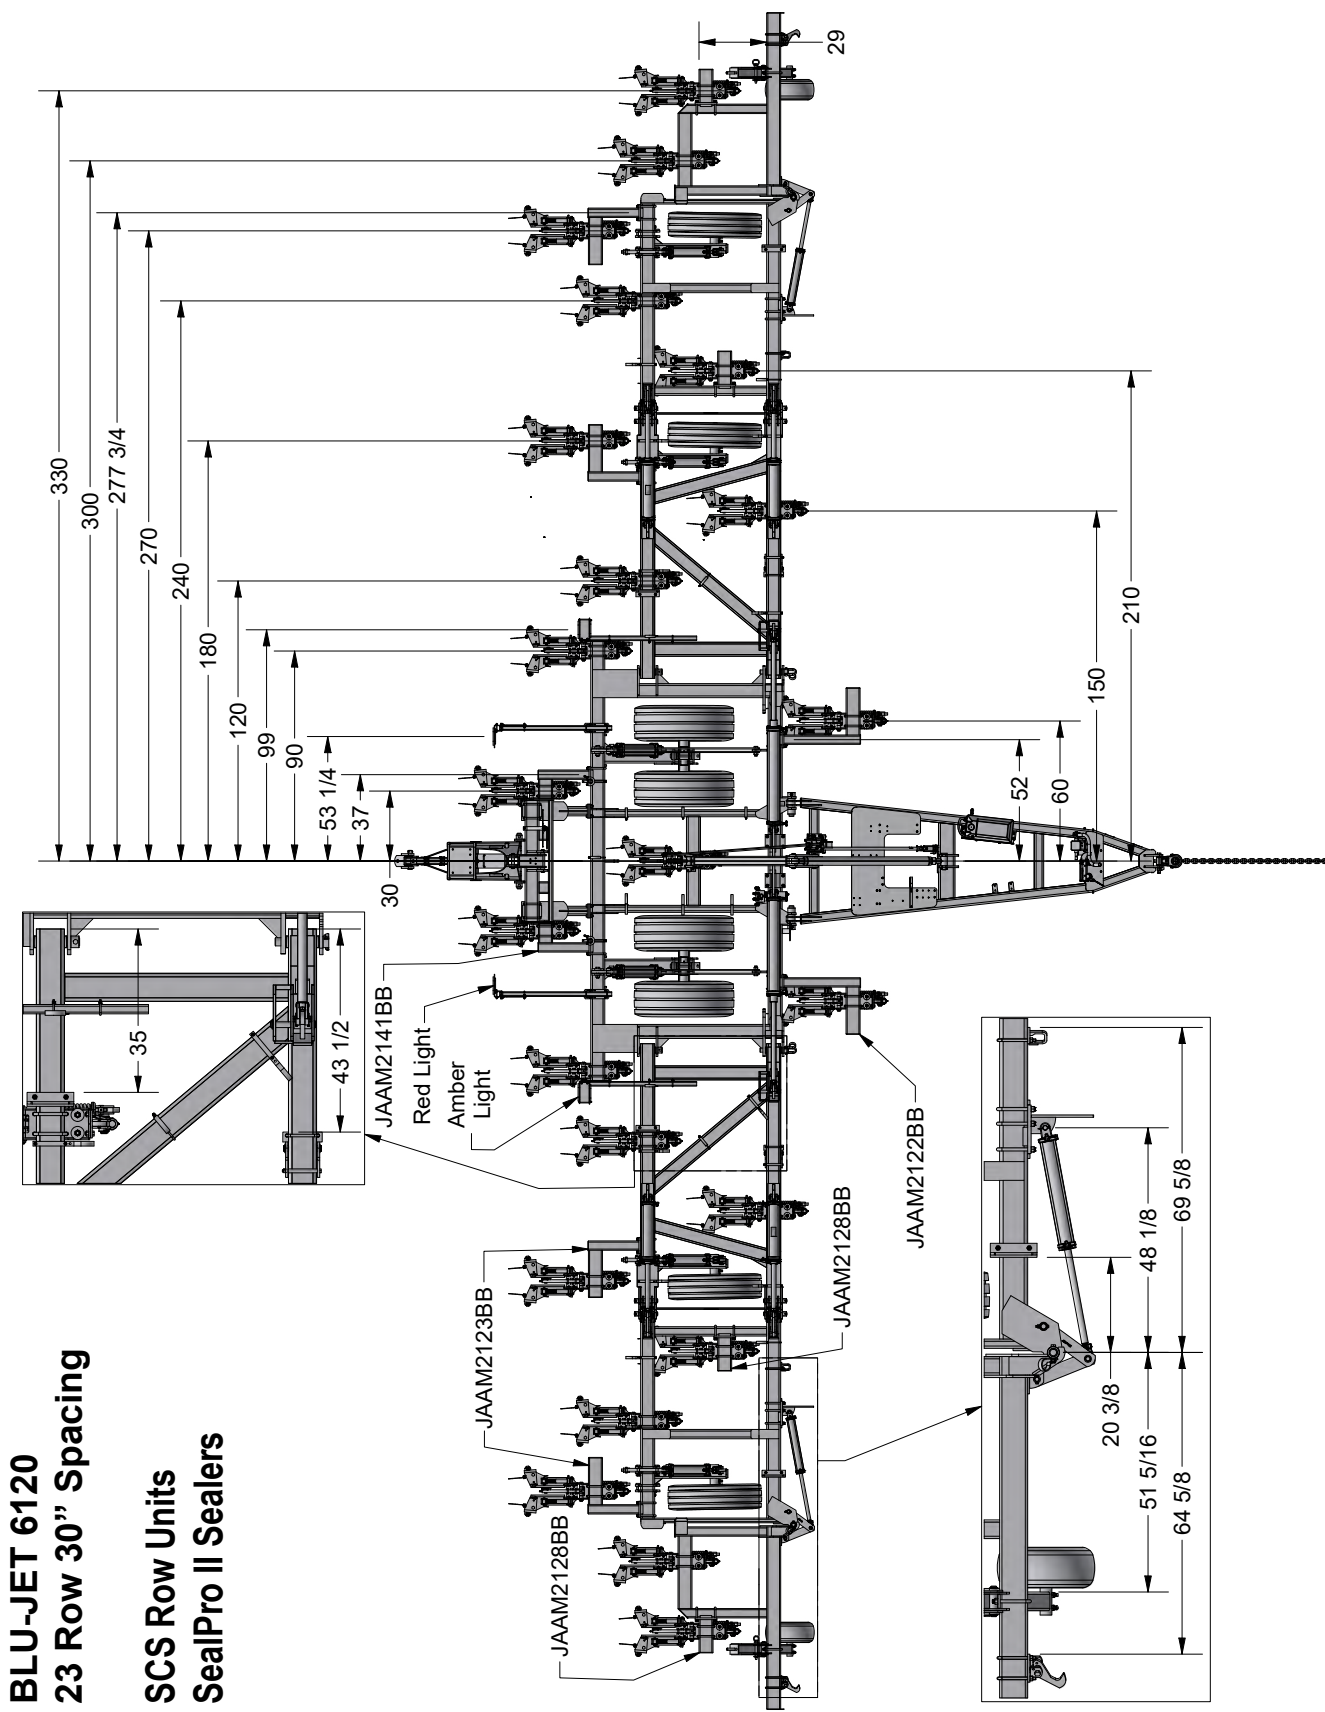 BLU-JET 6120
23 Row 30” Spacing
SCS Row Units
SealPro II Sealers
330
300
277 3/4
270
240
180
120
99
90
53 1/4
37
30
29
210
150
60
52
35
43 1/2
JAAM2141BB
Red Light
Amber
Light
JAAM2123BB
JAAM2128BB
JAAM2128BB
JAAM2122BB
20 3/8
48 1/8
69 5/8
51 5/16
64 5/8